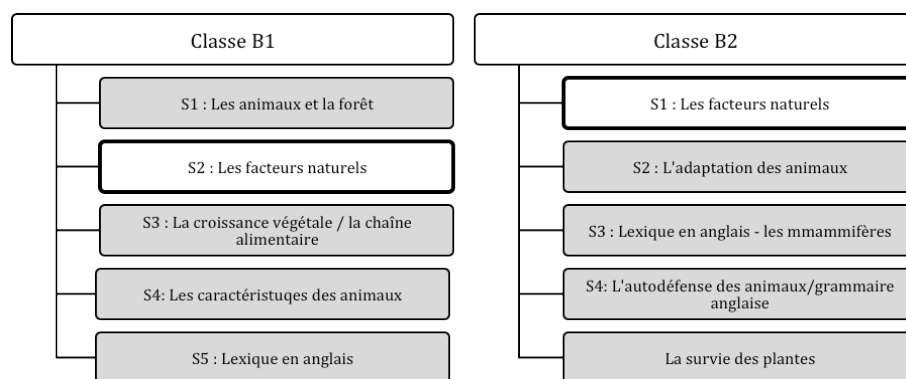 Classe B1
S1 : Les animaux et la forêt
S2 : Les facteurs naturels
S3 : La croissance végétale / la chaîne
alimentaire
S4: Les caractéristuqes des animaux
S5 : Lexique en anglais
Classe B2
S1 : Les facteurs naturels
S2 : L'adaptation des animaux
S3 : Lexique en anglais - les mmammifères
S4: L'autodéfense des animaux/grammaire
anglaise
La survie des plantes